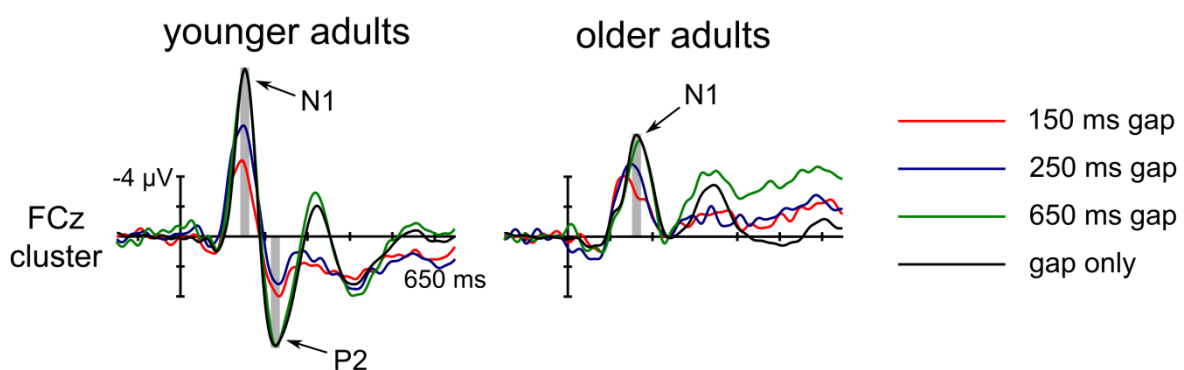 younger adults
older adults
N1
N1
-4 µV
FCz
cluster
650 ms
P2
150 ms gap
250 ms gap
650 ms gap
gap only